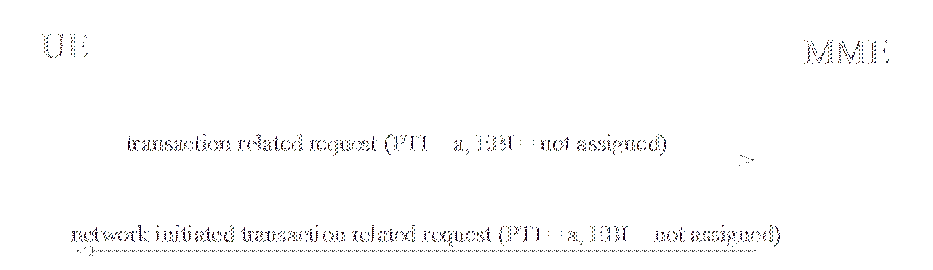 UE
MME
transaction related request (PTI = a, EBI = not assigned)
network initiated transaction related request (PTI = a, EBI = not assigned)